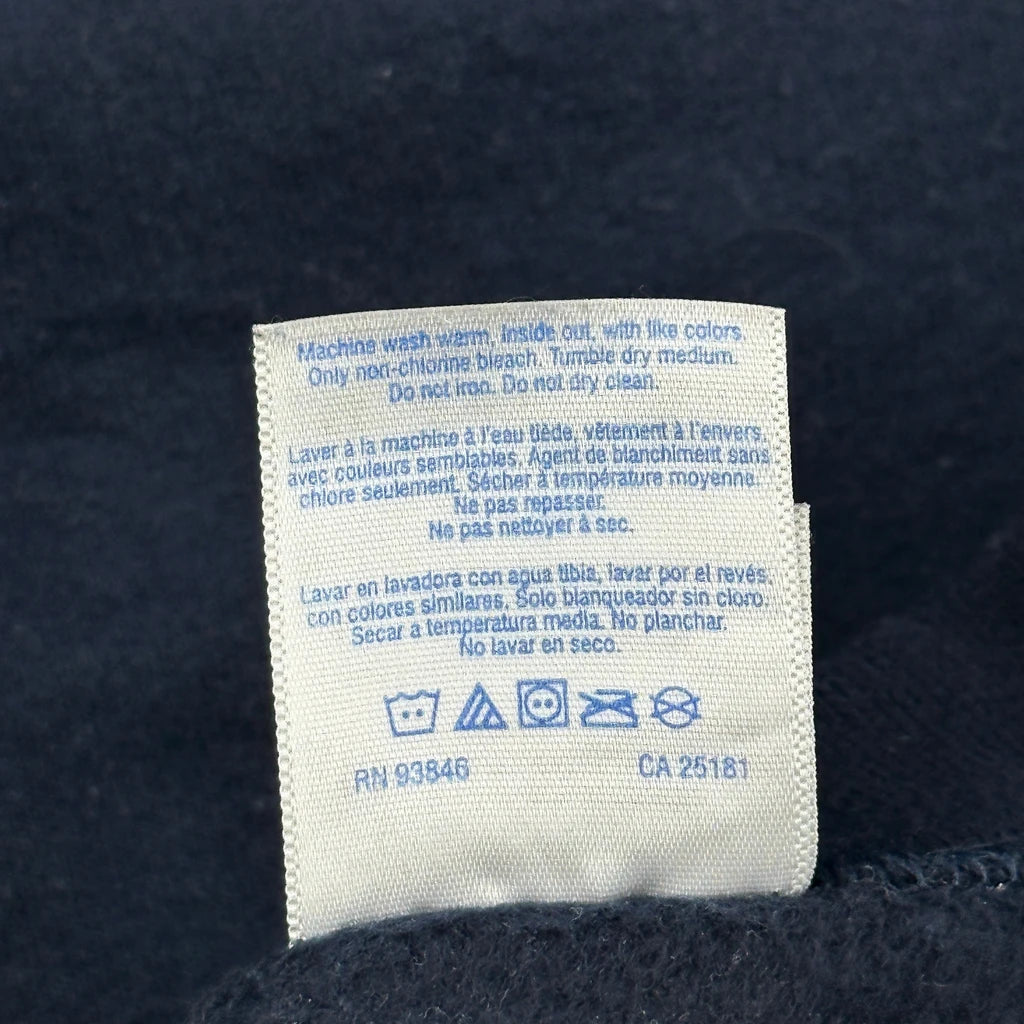 Machine wash warm, inside out, with like colors.
Only non-chlorine bleach. Tumble dry medium.
Do not iron. Do not dry clean.
Laver à la machine à l'eau tiède, vêtement à l'envers,
avec couleurs semblables. Agent de blanchiment sans
chlore seulement. Sécher à température moyenne.
Ne pas repasser.
Ne pas nettoyer à sec.
Lavar en lavadora con agua tibia, lavar por el revés,
con colores similares. Solo blanqueador sin cloro.
Secar a temperatura media. No planchar.
No lavar en seco.
RN 93846 CA 25181